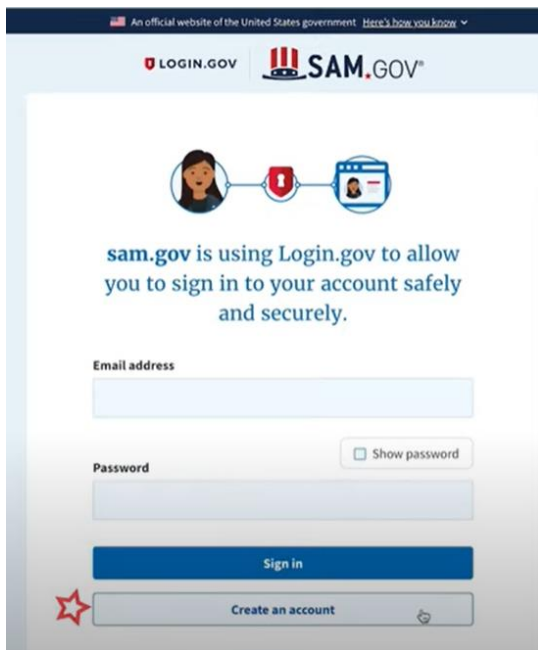 An official website of the United States government Here's how you know
LOGIN.GOV SAM.GOV®
sam.gov is using Login.gov to allow
you to sign in to your account safely
and securely.
Email address
Show password
Password
Sign in
Create an account